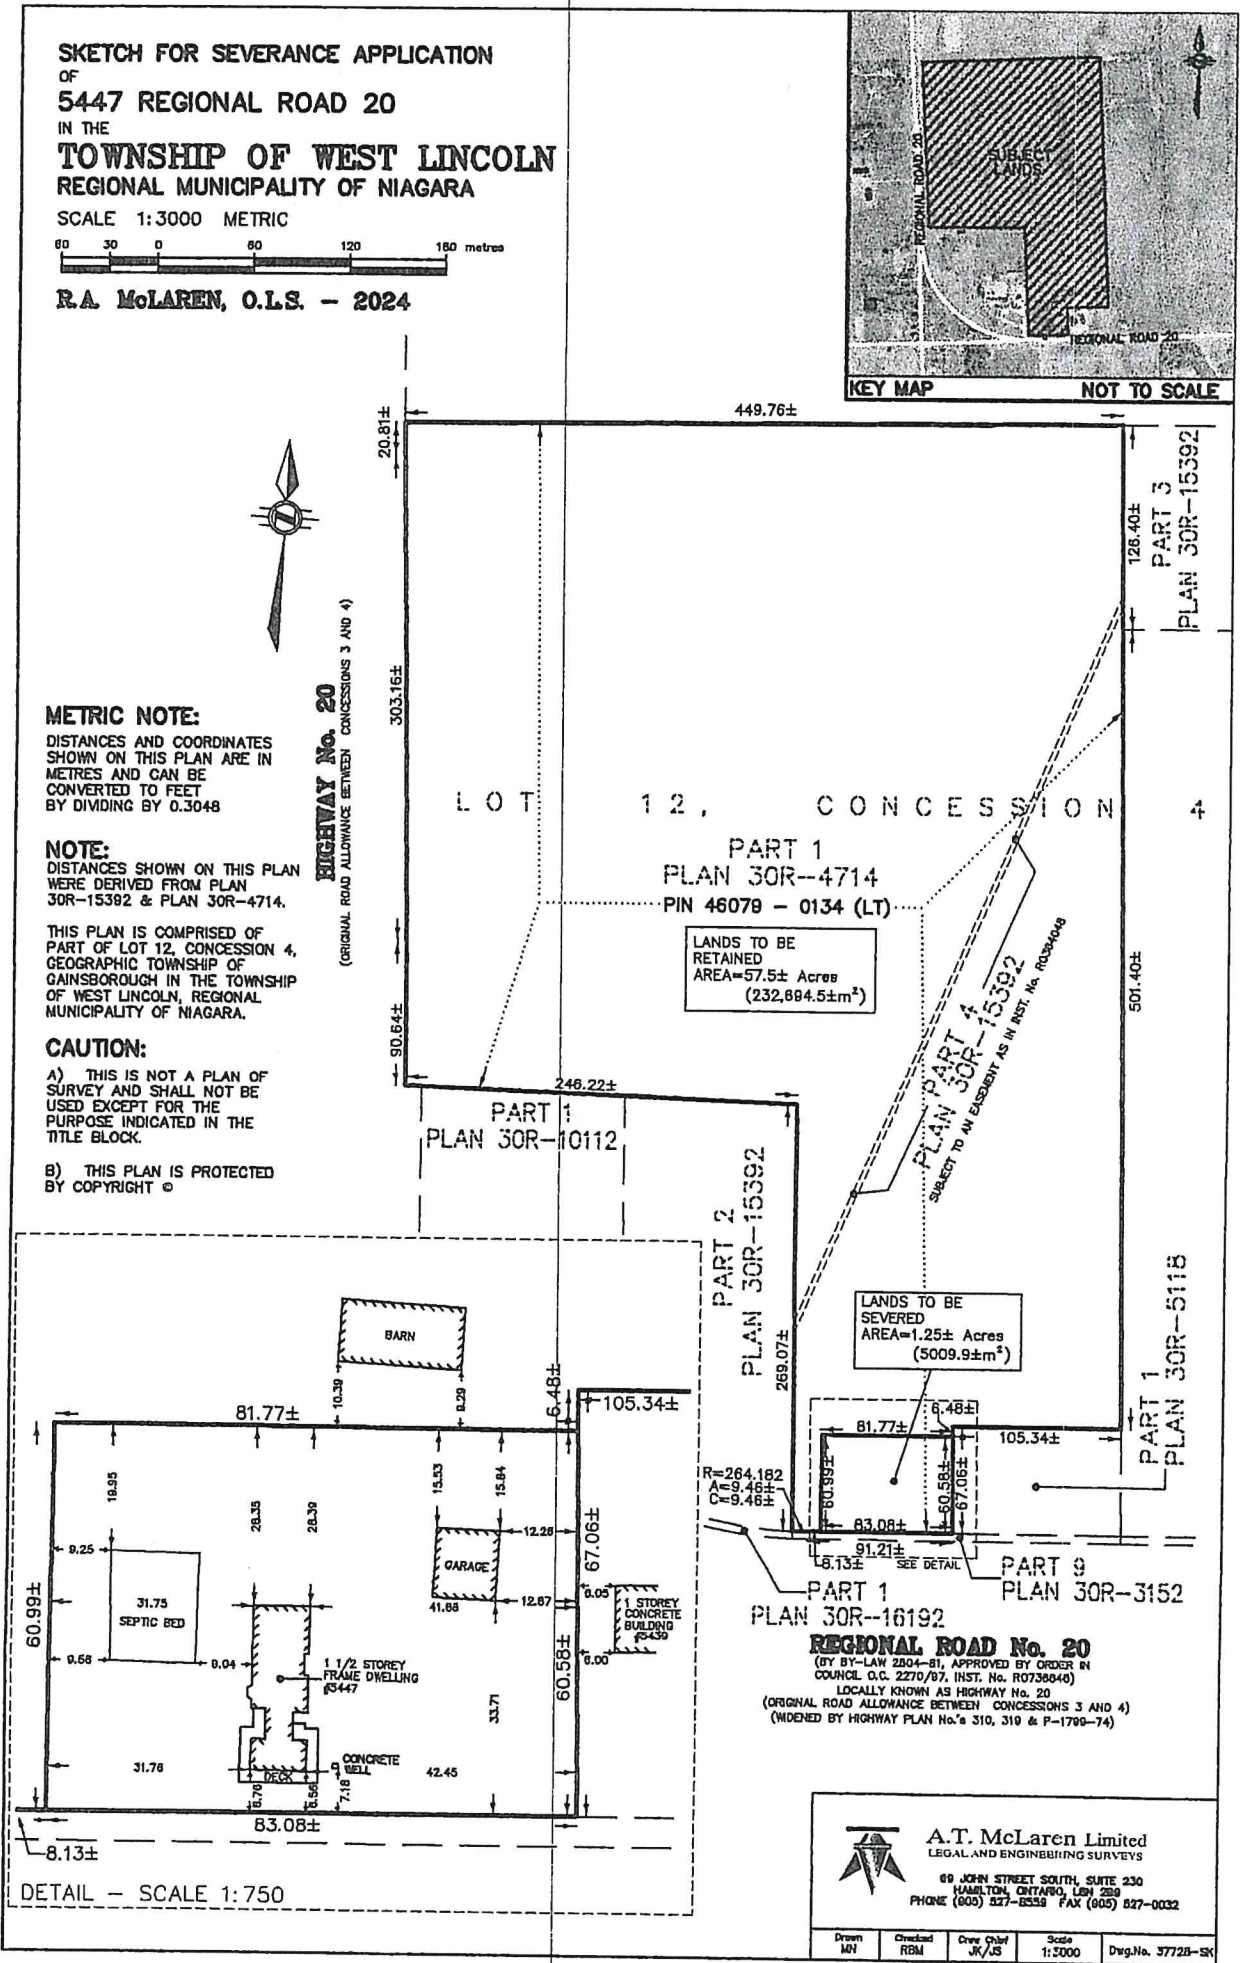 SKETCH FOR SEVERANCE APPLICATION
OF
5447 REGIONAL ROAD 20
IN THE
TOWNSHIP OF WEST LINCOLN
REGIONAL MUNICIPALITY OF NIAGARA
SCALE 1:3000 METRIC
60 30 0 60 120 180 metres
R.A. McLAREN, O.L.S. - 2024
SUBJECT
LANDS
REGIONAL ROAD 20
REGIONAL ROAD 20
KEY MAP NOT TO SCALE
449.76±
20.81±
126.40±
PART 3
PLAN 30R-15392
303.16±
HIGHWAY No. 20
(ORIGINAL ROAD ALLOWANCE BETWEEN CONCESSIONS 3 AND 4)
METRIC NOTE:
DISTANCES AND COORDINATES
SHOWN ON THIS PLAN ARE IN
METRES AND CAN BE
CONVERTED TO FEET
BY DIVIDING BY 0.3048
NOTE:
DISTANCES SHOWN ON THIS PLAN
WERE DERIVED FROM PLAN
30R-15392 & PLAN 30R-4714.
THIS PLAN IS COMPRISED OF
PART OF LOT 12, CONCESSION 4,
GEOGRAPHIC TOWNSHIP OF
GAINSBOROUGH IN THE TOWNSHIP
OF WEST LINCOLN, REGIONAL
MUNICIPALITY OF NIAGARA.
CAUTION:
A) THIS IS NOT A PLAN OF
SURVEY AND SHALL NOT BE
USED EXCEPT FOR THE
PURPOSE INDICATED IN THE
TITLE BLOCK.
B) THIS PLAN IS PROTECTED
BY COPYRIGHT ©
LOT 12, CONCESSION 4
PART 1
PLAN 30R--4714
PIN 46079 - 0134 (LT)
LANDS TO BE
RETAINED
AREA=57.5± Acres
(232,694.5±m²)
PART 4
PLAN 30R-15392
SUBJECT TO AN EASEMENT AS IN INST. No. RO384048
501.40±
90.64±
246.22±
PART 1
PLAN 30R-10112
PART 2
PLAN 30R-15392
269.07±
LANDS TO BE
SEVERED
AREA=1.25± Acres
(5009.9±m²)
PART 1
PLAN 30R-5118
81.77±
6.48±
105.34±
R=264.182
A=9.46±
C=9.46±
60.99±
60.58±
67.06±
83.08±
91.21±
8.13±
SEE DETAIL
PART 1
PLAN 30R--16192
PART 9
PLAN 30R-3152
REGIONAL ROAD No. 20
(BY BY-LAW 2804-81, APPROVED BY ORDER IN
COUNCIL O.C. 2270/87, INST. No. RO736846)
LOCALLY KNOWN AS HIGHWAY No. 20
(ORIGINAL ROAD ALLOWANCE BETWEEN CONCESSIONS 3 AND 4)
(WIDENED BY HIGHWAY PLAN No.'s 310, 319 & P-1799-74)
BARN
10.39
9.29
6.48±
105.34±
81.77±
19.95
28.35
28.39
15.53
15.84
12.28
67.06±
GARAGE
9.25
31.75
SEPTIC BED
41.68
12.67
6.05
1 STOREY
CONCRETE
BUILDING
#5439
6.00
60.99±
9.68
9.04
1 1/2 STOREY
FRAME DWELLING
#5447
60.58±
33.71
31.76
CONCRETE
WELL
42.45
DECK
6.76
6.56
7.18
83.08±
8.13±
DETAIL - SCALE 1:750
A.T. McLaren Limited
LEGAL AND ENGINEERING SURVEYS
69 JOHN STREET SOUTH, SUITE 230
HAMILTON, ONTARIO, L8N 2B9
PHONE (905) 527-8559 FAX (905) 527-0032
Drawn
MN
Checked
RBM
Crew Chief
JK/JS
Scale
1:3000
Dwg.No. 37728-SK